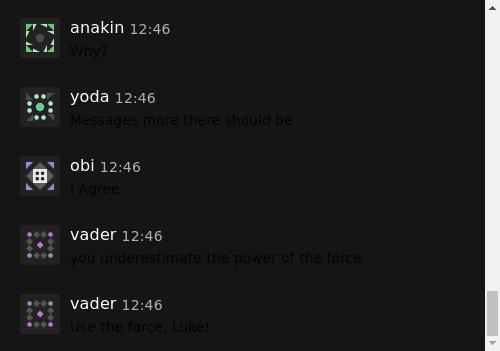 anakin 12:46
Why?
yoda 12:46
Messages more there should be
obi 12:46
I Agree
vader 12:46
you underestimate the power of the force
vader 12:46
Use the force, Luke!